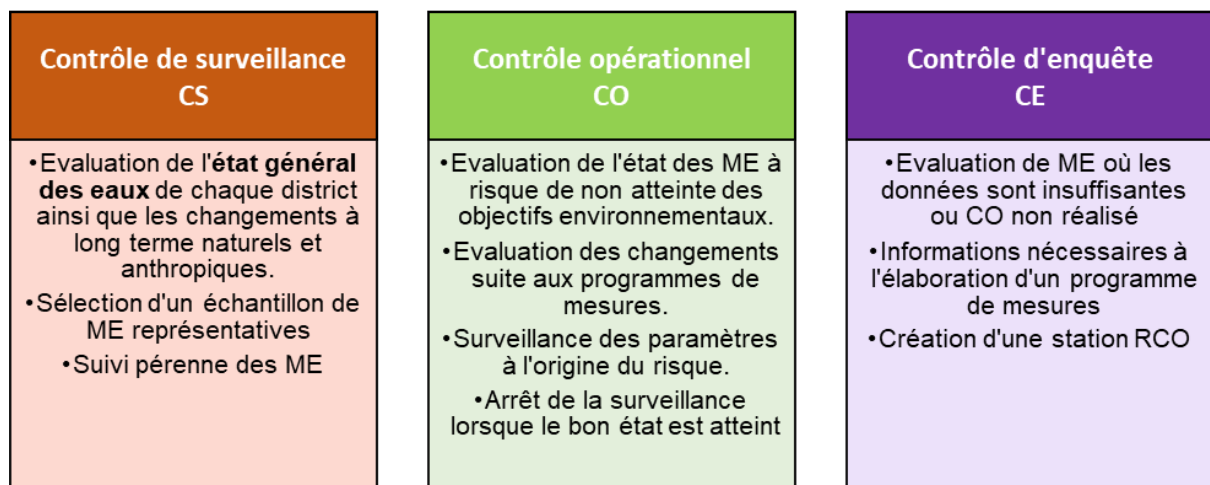 Contrôle de surveillance
CS
•Evaluation de l'état général
des eaux de chaque district
ainsi que les changements à
long terme naturels et
anthropiques.
•Sélection d'un échantillon de
ME représentatives
•Suivi pérenne des ME
Contrôle opérationnel
CO
•Evaluation de l'état des ME à
risque de non atteinte des
objectifs environnementaux.
•Evaluation des changements
suite aux programmes de
mesures.
•Surveillance des paramètres
à l'origine du risque.
•Arrêt de la surveillance
lorsque le bon état est atteint
Contrôle d'enquête
CE
•Evaluation de ME où les
données sont insuffisantes
ou CO non réalisé
•Informations nécessaires à
l'élaboration d'un programme
de mesures
•Création d'une station RCO